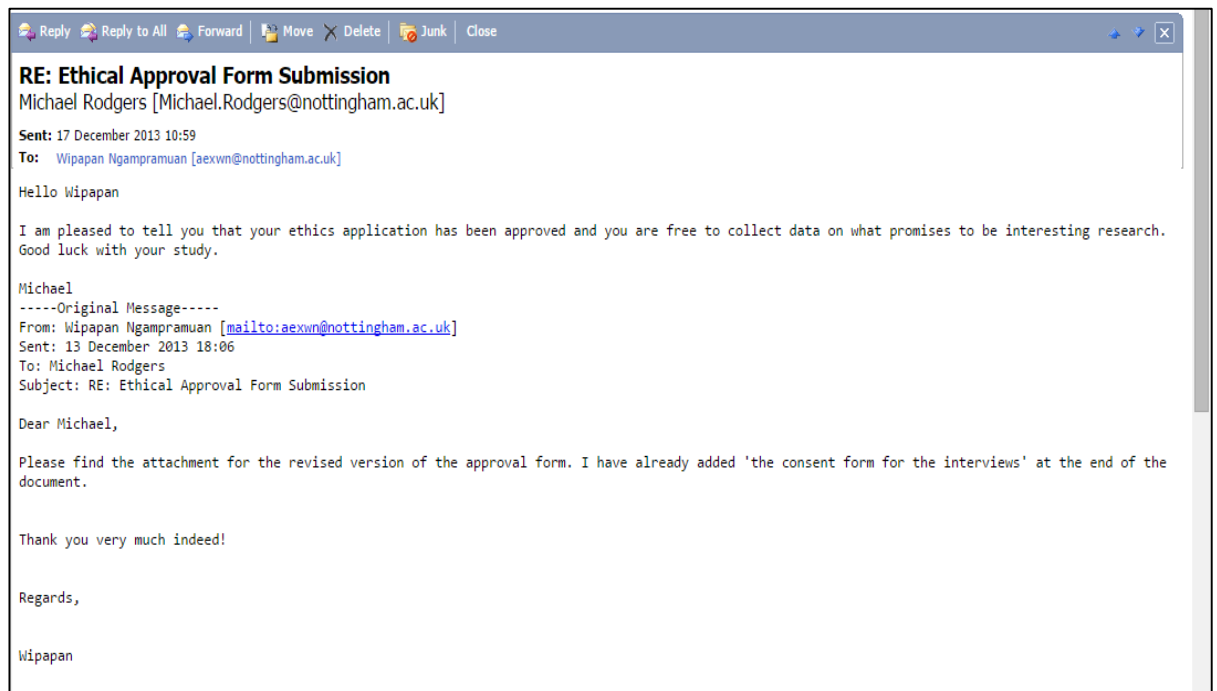 Reply Reply to All Forward Move Delete Junk Close
RE: Ethical Approval Form Submission
Michael Rodgers [Michael.Rodgers@nottingham.ac.uk]
Sent: 17 December 2013 10:59
To: Wipapan Ngampramuan [aexwn@nottingham.ac.uk]
Hello Wipapan
I am pleased to tell you that your ethics application has been approved and you are free to collect data on what promises to be interesting research.
Good luck with your study.
Michael
-----Original Message-----
From: Wipapan Ngampramuan [mailto:aexwn@nottingham.ac.uk]
Sent: 13 December 2013 18:06
To: Michael Rodgers
Subject: RE: Ethical Approval Form Submission
Dear Michael,
Please find the attachment for the revised version of the approval form. I have already added 'the consent form for the interviews' at the end of the
document.
Thank you very much indeed!
Regards,
Wipapan